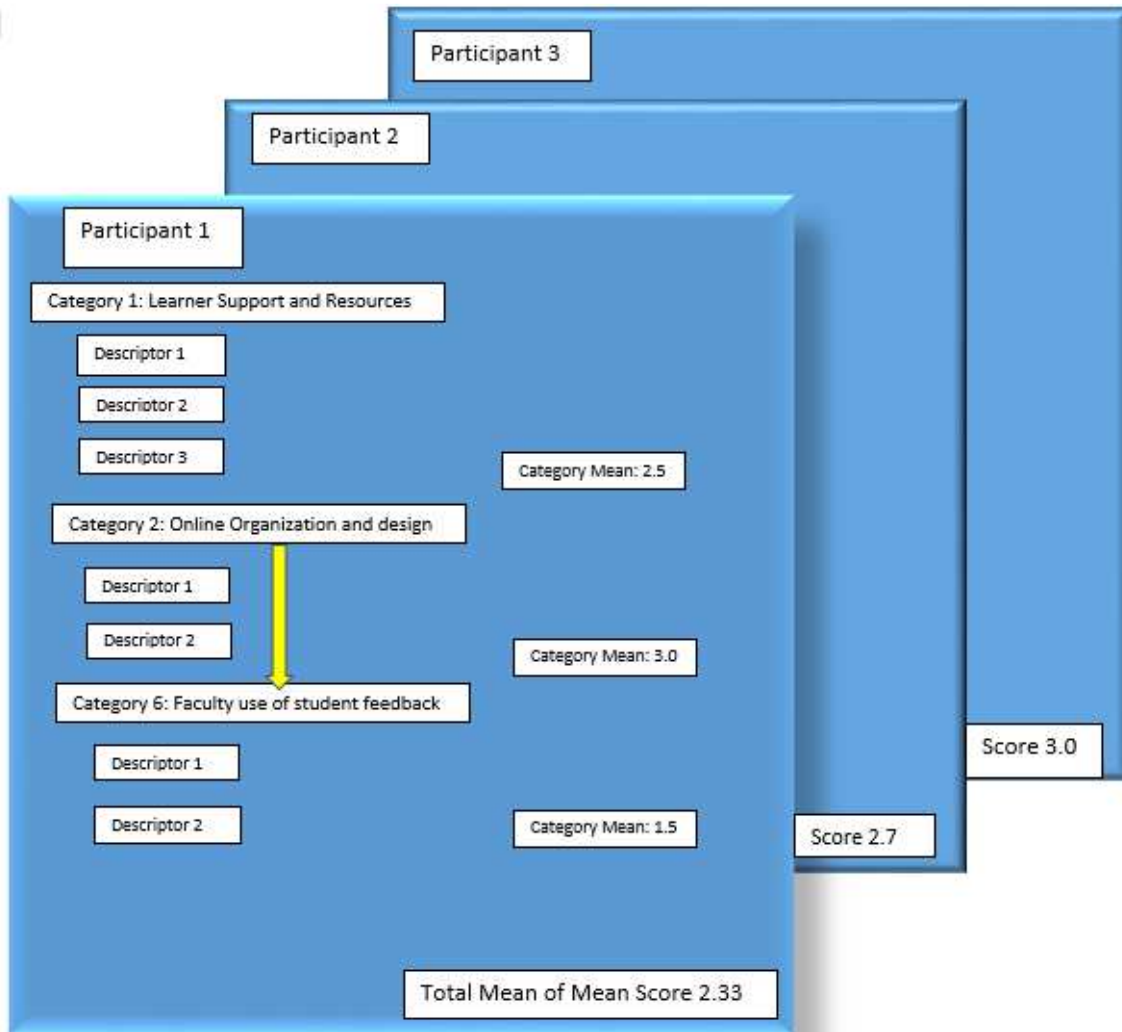 Participant 3
Participant 2
Participant 1
Category 1: Learner Support and Resources
Descriptor 1
Descriptor 2
Descriptor 3
Category Mean: 2.5
Category 2: Online Organization and design
Descriptor 1
Descriptor 2
Category Mean: 3.0
Category 6: Faculty use of student feedback
Descriptor 1
Descriptor 2
Category Mean: 1.5
Score 3.0
Score 2.7
Total Mean of Mean Score 2.33